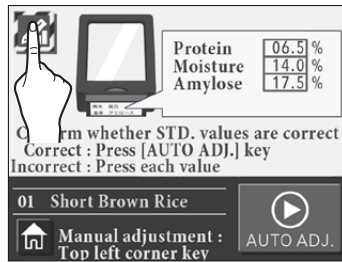 Protein 06.5 %
Moisture 14.0 %
Amylose 17.5 %
whether STD. values are correct
Correct : Press [AUTO ADJ.] key
Incorrect : Press each value
01 Short Brown Rice
Manual adjustment :
Top left corner key
AUTO ADJ.